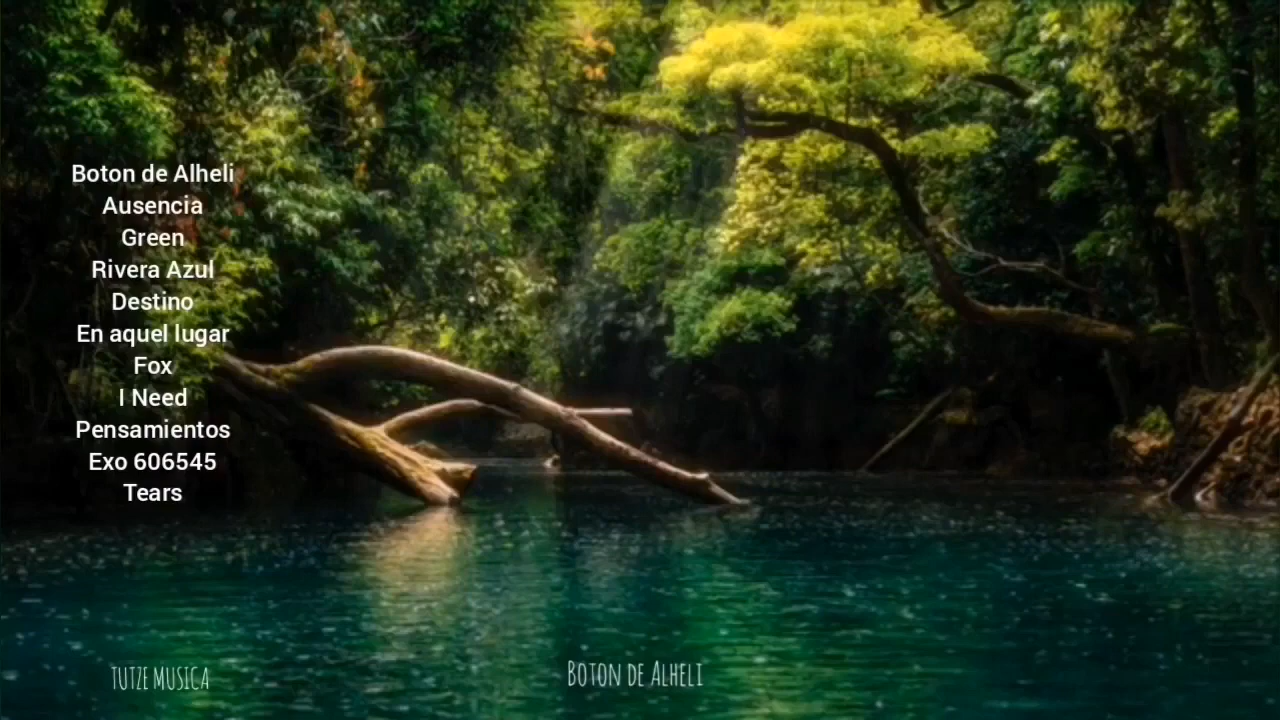 Boton de Alheli
Ausencia
Green
Rivera Azul
Destino
En aquel lugar
Fox
I Need
Pensamientos
Exo 606545
Tears
TUTZE MUSICA
BOTON DE ALHELI